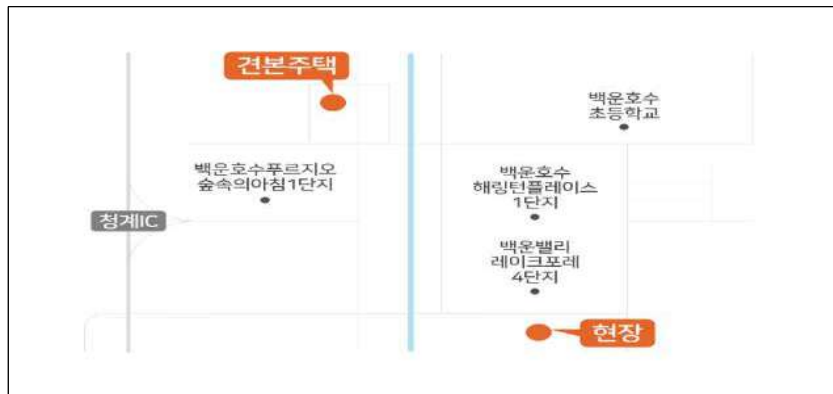 견본주택
백운호수
초등학교
백운호수푸르지오
숲속의아침1단지
백운호수
해링턴플레이스
1단지
청계IC
백운밸리
레이크포레
4단지
현장